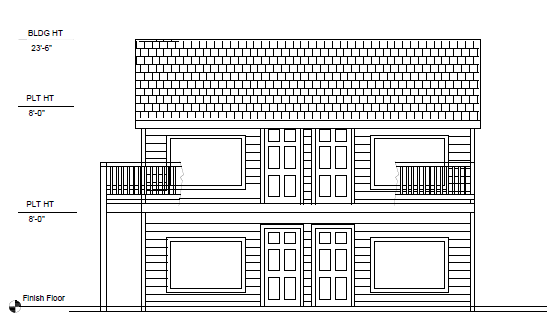 BLDG HT
23'-6"
PLT HT
8'-0"
PLT HT
8'-0"
Finish Floor